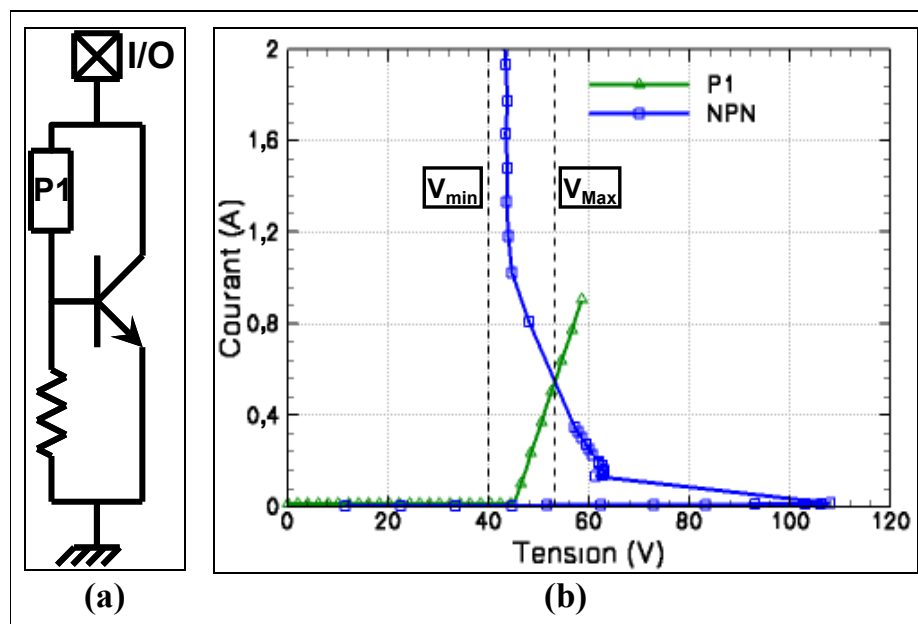 I/O
P1
(a)
Courant (A)
2
1,6
1,2
0,8
0,4
0
0 20 40 60 80 100 120
Tension (V)
V_min
V_Max
P1
NPN
(b)